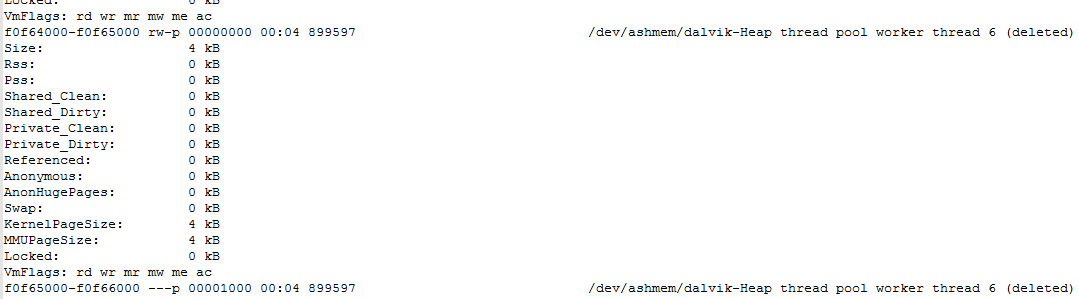 Locked: 0 kB
VmFlags: rd wr mr mw me ac
f0f64000-f0f65000 rw-p 00000000 00:04 899597 /dev/ashmem/dalvik-Heap thread pool worker thread 6 (deleted)
Size: 4 kB
Rss: 0 kB
Pss: 0 kB
Shared_Clean: 0 kB
Shared_Dirty: 0 kB
Private_Clean: 0 kB
Private_Dirty: 0 kB
Referenced: 0 kB
Anonymous: 0 kB
AnonHugePages: 0 kB
Swap: 0 kB
KernelPageSize: 4 kB
MMUPageSize: 4 kB
Locked: 0 kB
VmFlags: rd wr mr mw me ac
f0f65000-f0f66000 ---p 00001000 00:04 899597 /dev/ashmem/dalvik-Heap thread pool worker thread 6 (deleted)